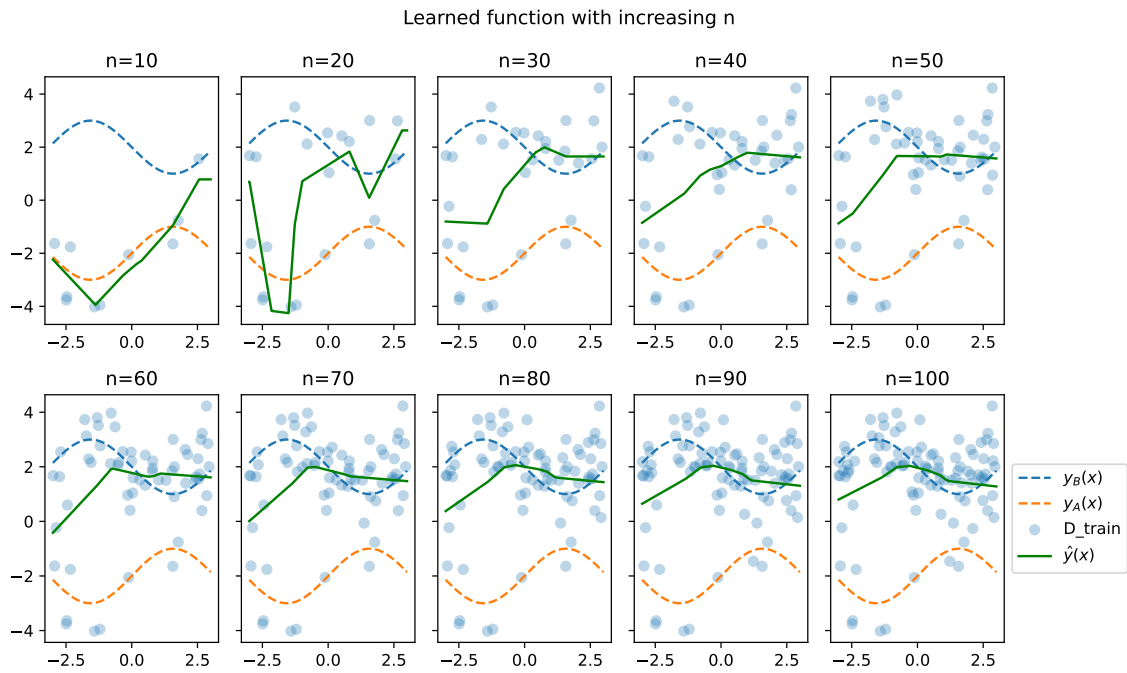 Learned function with increasing n
n=10 n=20 n=30 n=40 n=50
4
2
0
−2
−4
−2.5 0.0 2.5 −2.5 0.0 2.5 −2.5 0.0 2.5 −2.5 0.0 2.5 −2.5 0.0 2.5
n=60 n=70 n=80 n=90 n=100
4
2
0
−2
−4
−2.5 0.0 2.5 −2.5 0.0 2.5 −2.5 0.0 2.5 −2.5 0.0 2.5 −2.5 0.0 2.5
y_B(x)
y_A(x)
D_train
ŷ(x)